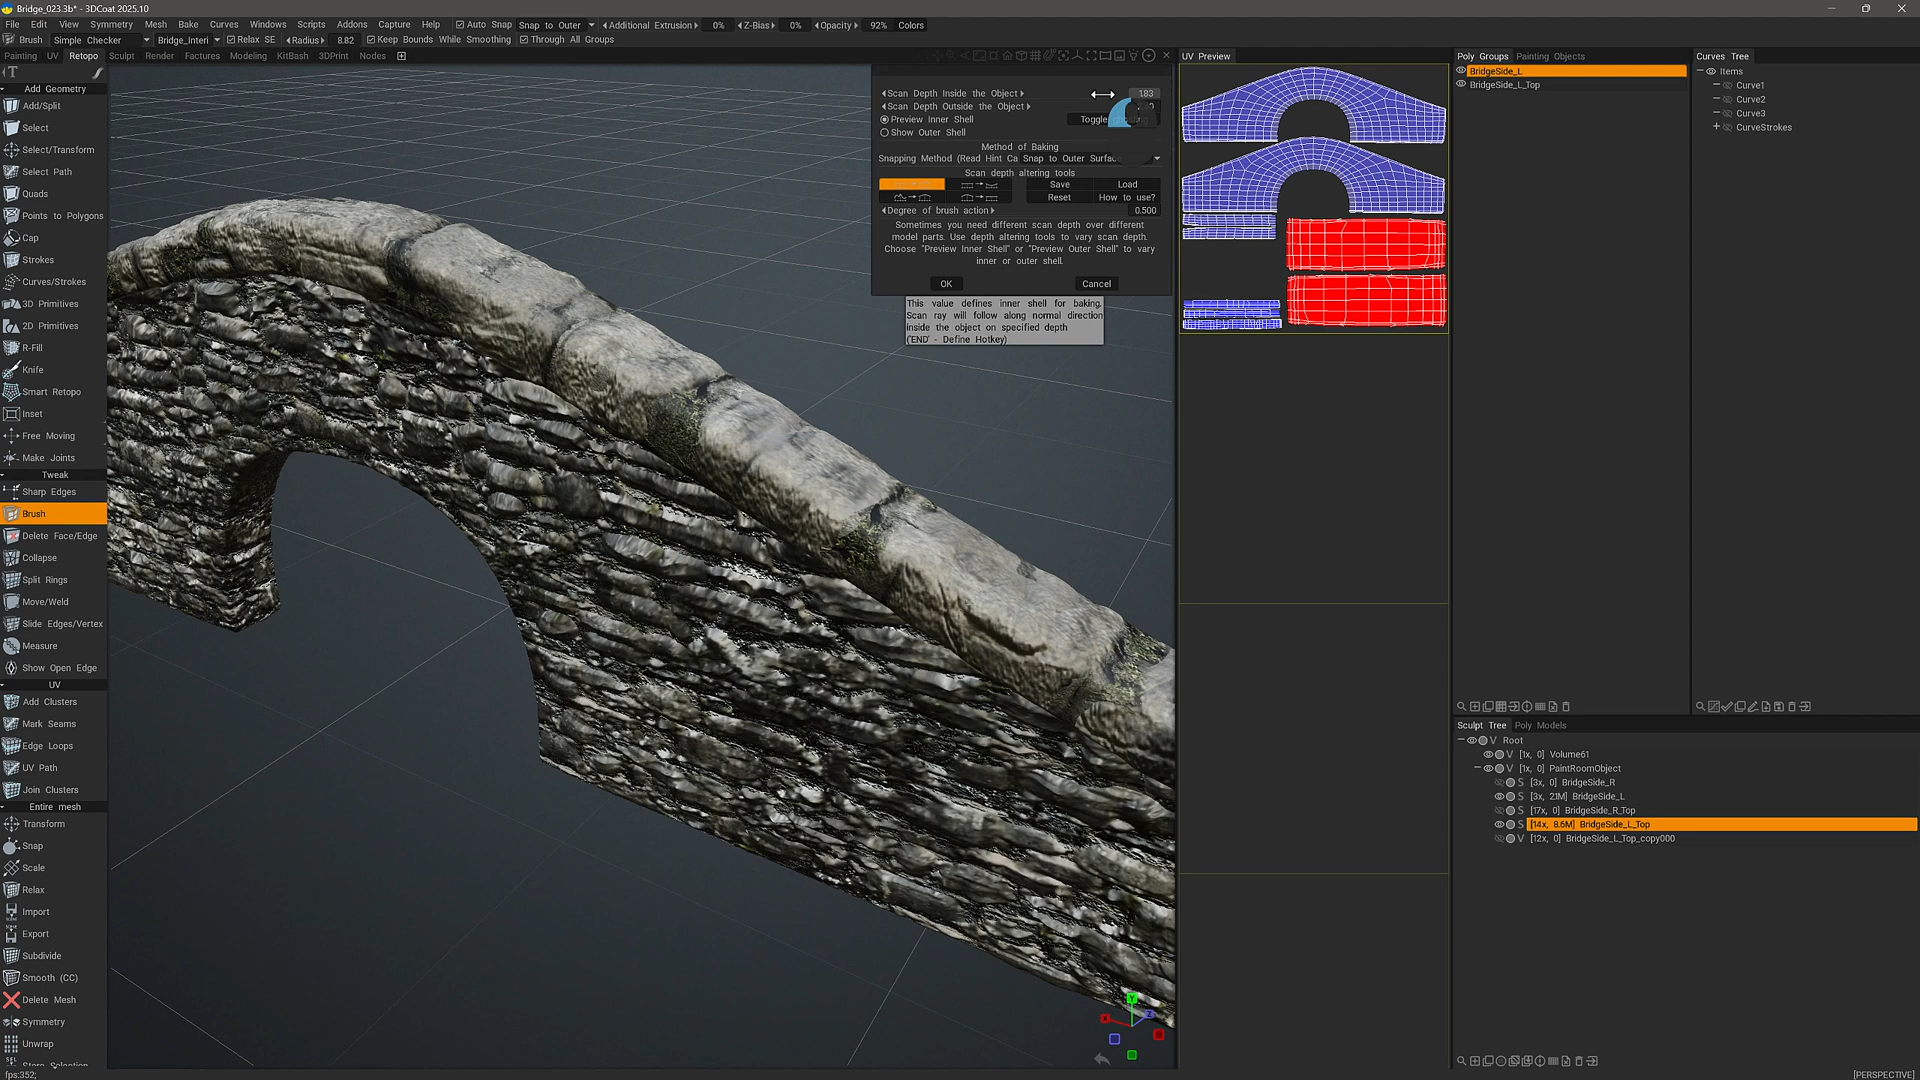 Bridge_023.3b* - 3DCoat 2025.10
File Edit View Symmetry Mesh Bake Curves Windows Scripts Addons Capture Help Auto Snap Snap to Outer Additional Extrusion 0% Z-Bias 0% Opacity 92% Colors
Brush Simple Checker Bridge_Interi Relax SE Radius 8.82 Keep Bounds While Smoothing Through All Groups
Painting UV Retopo Sculpt Render Factures Modeling KitBash 3DPrint Nodes
Add Geometry
Add/Split
Select
Select/Transform
Select Path
Quads
Points to Polygons
Cap
Strokes
Curves/Strokes
3D Primitives
2D Primitives
R-Fill
Knife
Smart Retopo
Inset
Free Moving
Make Joints
Tweak
Sharp Edges
Brush
Delete Face/Edge
Collapse
Split Rings
Move/Weld
Slide Edges/Vertex
Measure
Show Open Edge
UV
Add Clusters
Mark Seams
Edge Loops
UV Path
Join Clusters
Entire mesh
Transform
Snap
Scale
Relax
Import
Export
Subdivide
Smooth (CC)
Delete Mesh
Symmetry
Unwrap
fps:352;
Scan Depth Inside the Object 1.83
Scan Depth Outside the Object
Preview Inner Shell
Show Outer Shell
Method of Baking
Snapping Method (Read Hint Ca Snap to Outer Surfac
Scan depth altering tools
Save Load
Reset How to use?
Degree of brush action 0.500
Sometimes you need different scan depth over different
model parts. Use depth altering tools to vary scan depth.
Choose "Preview Inner Shell" or "Preview Outer Shell" to vary
inner or outer shell.
OK Cancel
This value defines inner shell for baking.
Scan ray will follow along normal direction
inside the object on specified depth
('END' - Define Hotkey)
Y
X
Z
UV Preview
Poly Groups Painting Objects
BridgeSide_L
BridgeSide_L_Top
Curves Tree
Items
Curve1
Curve2
Curve3
CurveStrokes
Sculpt Tree Poly Models
V Root
V [1x, 0] Volume61
V [1x, 0] PaintRoomObject
S [3x, 0] BridgeSide_R
S [3x, 2.1M] BridgeSide_L
S [17x, 0] BridgeSide_R_Top
S [14x, 8.6M] BridgeSide_L_Top
V [12x, 0] BridgeSide_L_Top_copy000
[PERSPECTIVE]